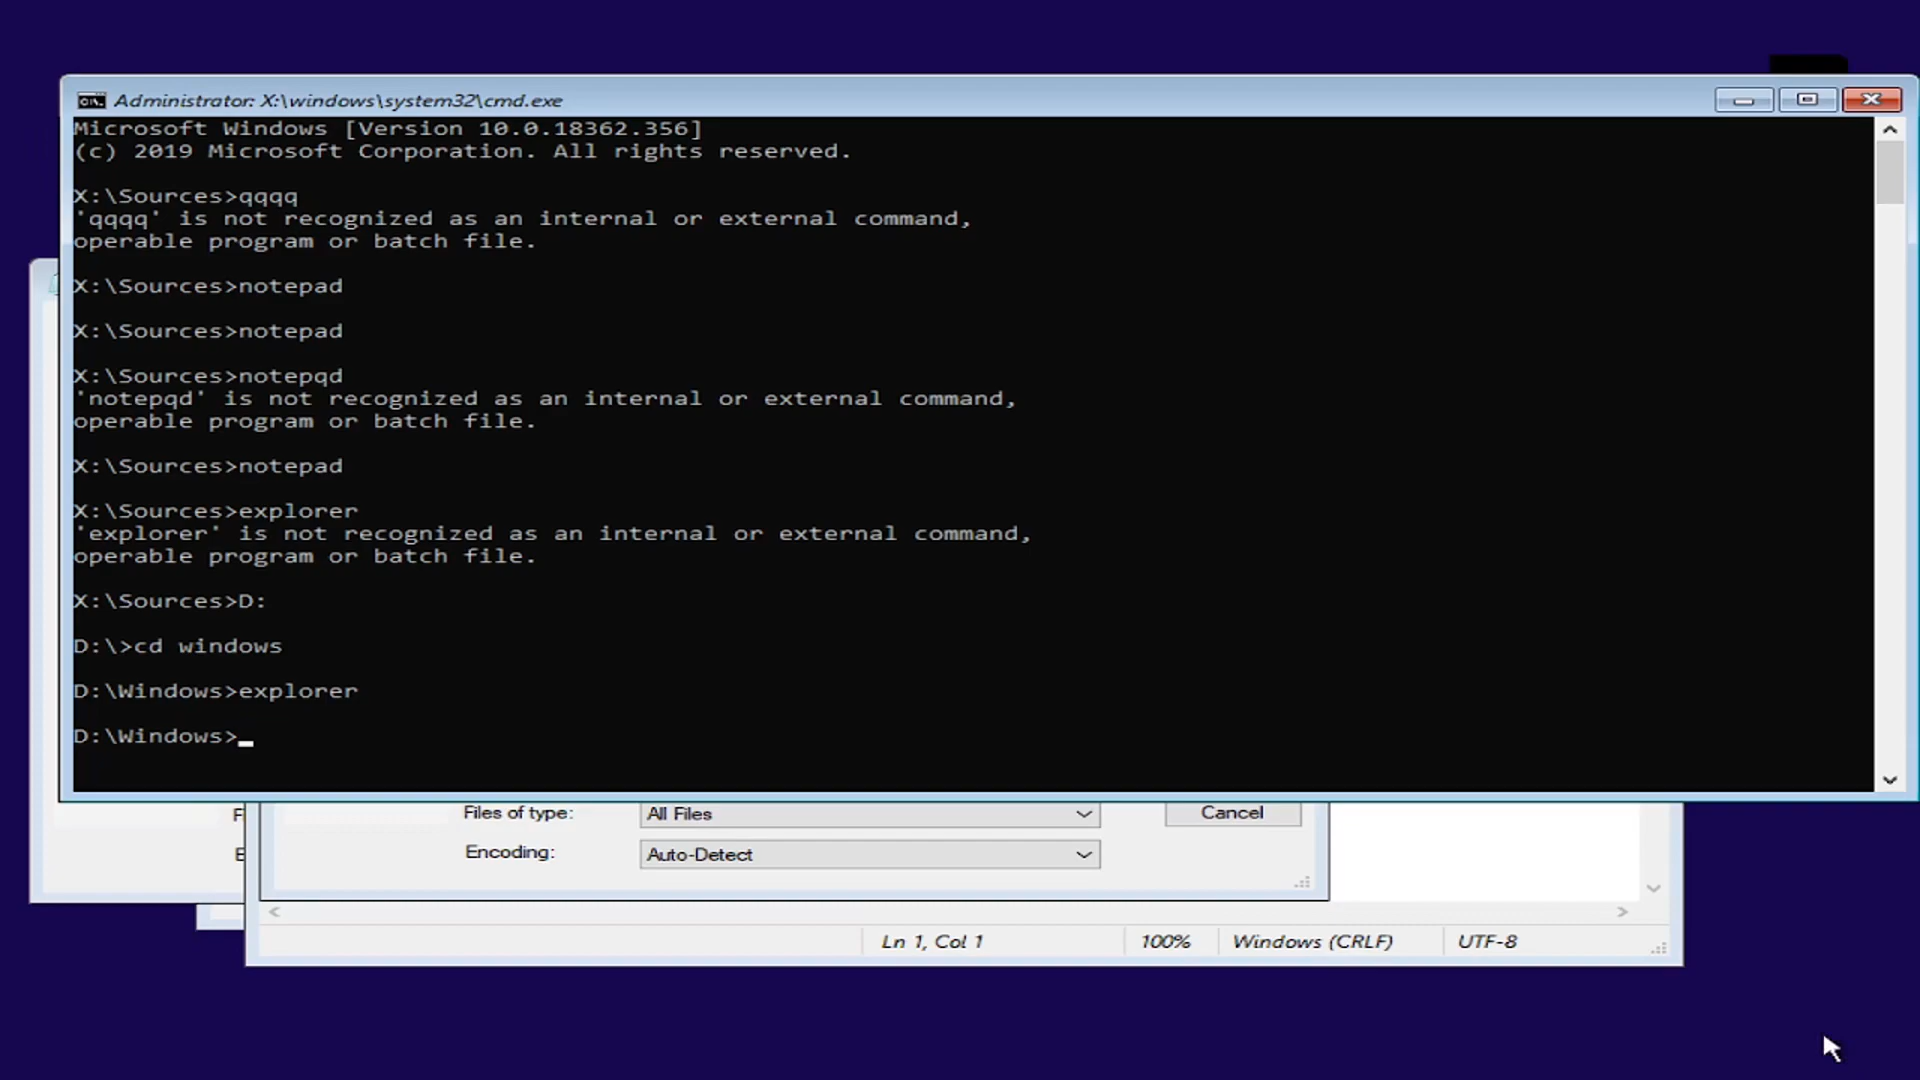 Administrator: X:\windows\system32\cmd.exe
Microsoft Windows [Version 10.0.18362.356]
(c) 2019 Microsoft Corporation. All rights reserved.
X:\Sources>qqqq
'qqqq' is not recognized as an internal or external command,
operable program or batch file.
X:\Sources>notepad
X:\Sources>notepad
X:\Sources>notepqd
'notepqd' is not recognized as an internal or external command,
operable program or batch file.
X:\Sources>notepad
X:\Sources>explorer
'explorer' is not recognized as an internal or external command,
operable program or batch file.
X:\Sources>D:
D:\>cd windows
D:\Windows>explorer
D:\Windows>
Files of type: All Files Cancel
Encoding: Auto-Detect
Ln 1, Col 1 100% Windows (CRLF) UTF-8